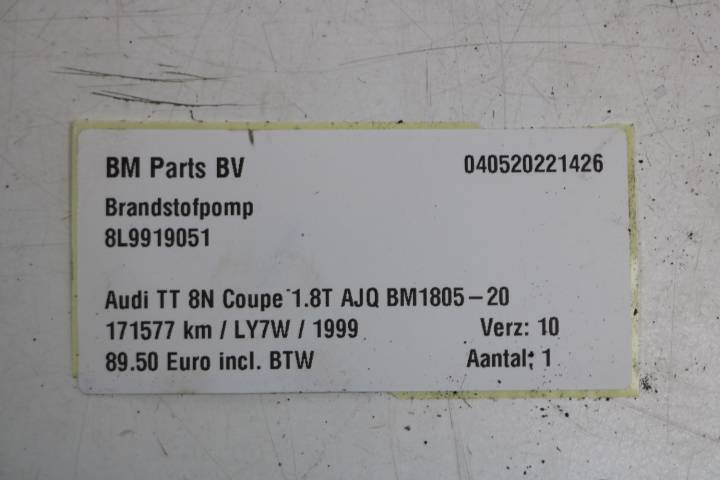 BM Parts BV 040520221426
Brandstofpomp
8L9919051
Audi TT 8N Coupe 1.8T AJQ BM1805-20
171577 km / LY7W / 1999 Verz: 10
89.50 Euro incl. BTW Aantal: 1